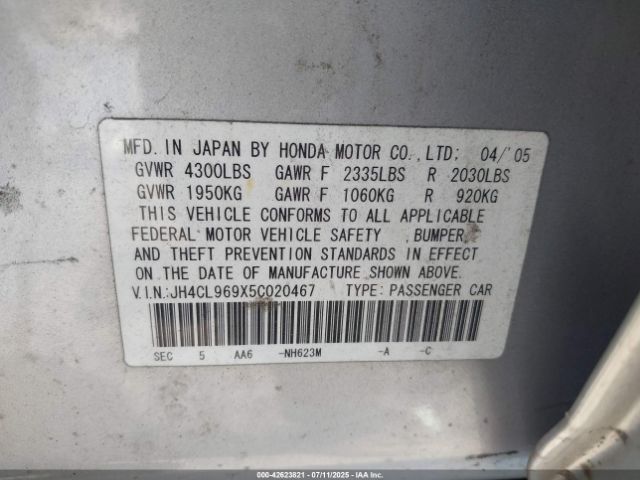 MFD. IN JAPAN BY HONDA MOTOR CO.,LTD: 04/'05
GVWR 4300LBS GAWR F 2335LBS R 2030LBS
GVWR 1950KG GAWR F 1060KG R 920KG
THIS VEHICLE CONFORMS TO ALL APPLICABLE
FEDERAL MOTOR VEHICLE SAFETY ,BUMPER,
AND THEFT PREVENTION STANDARDS IN EFFECT
ON THE DATE OF MANUFACTURE SHOWN ABOVE.
V.I.N.:JH4CL969X5C020467 TYPE: PASSENGER CAR
SEC 5 AA6 -NH623M -A -C
000-42623821 - 07/11/2025 - IAA Inc.